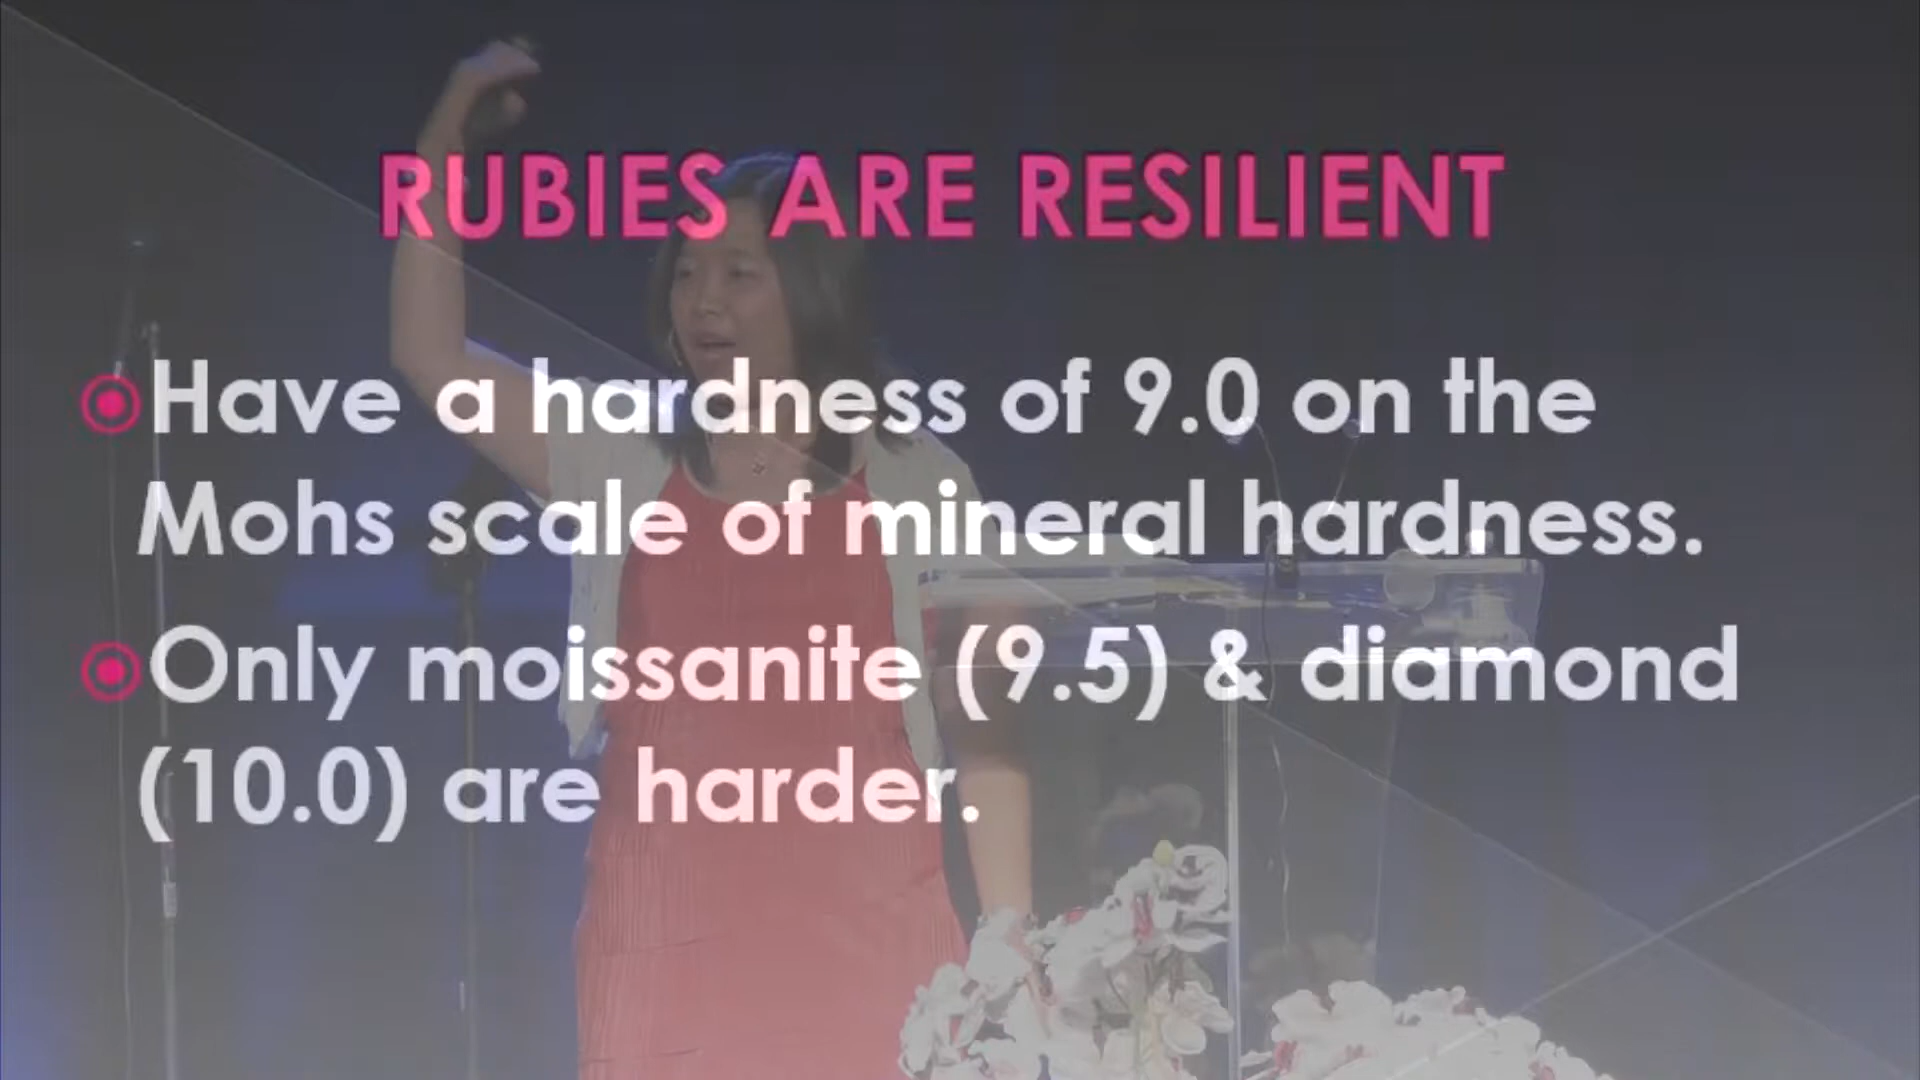 RUBIES ARE RESILIENT
Have a hardness of 9.0 on the
Mohs scale of mineral hardness.
Only moissanite (9.5) & diamond
(10.0) are harder.